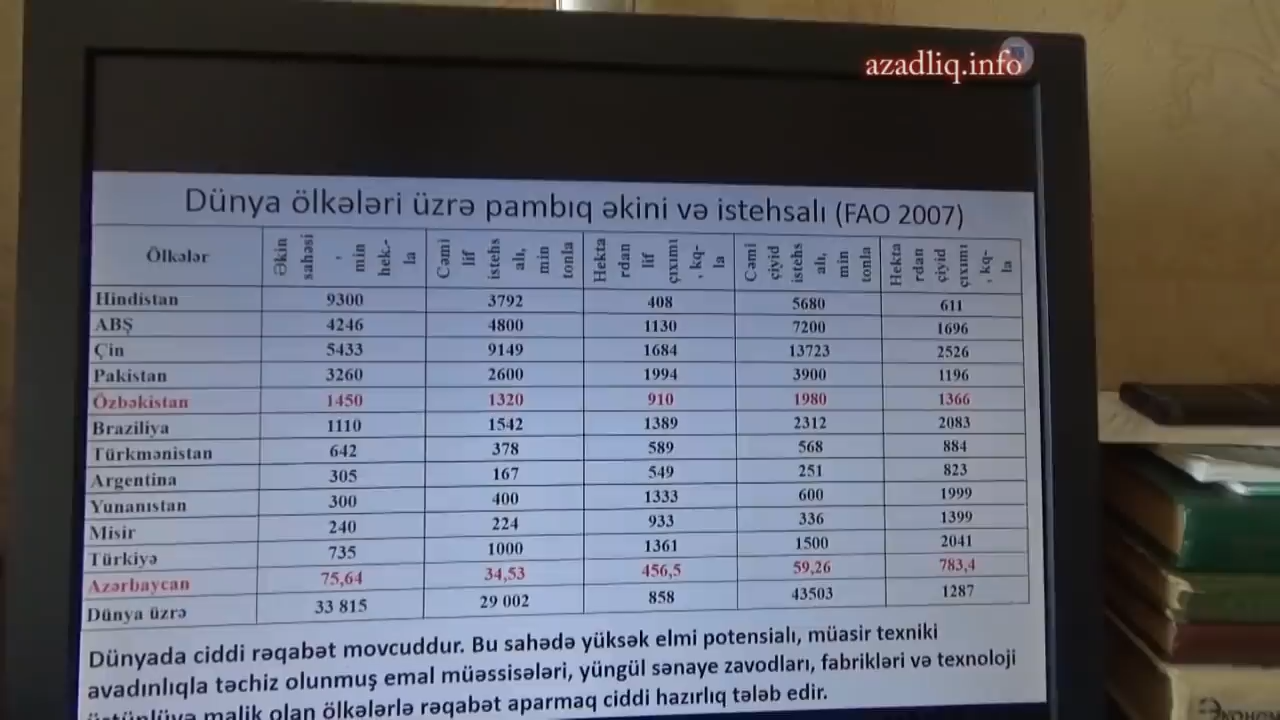 azadliq.info
Dünya ölkələri üzrə pambıq əkini və istehsalı (FAO 2007)
Ölkələr | Əkin sahəsi, min hek.-la | Cəmi lif istehsalı, min tonla | Hektardan lif çıxımı, kq-la | Cəmi çiyid istehsalı, min tonla | Hektardan çiyid çıxımı, kq-la
Hindistan 9300 3792 408 5680 611
ABŞ 4246 4800 1130 7200 1696
Çin 5433 9149 1684 13723 2526
Pakistan 3260 2600 1994 3900 1196
Özbəkistan 1450 1320 910 1980 1366
Braziliya 1110 1542 1389 2312 2083
Türkmənistan 642 378 589 568 884
Argentina 305 167 549 251 823
Yunanıstan 300 400 1333 600 1999
Misir 240 224 933 336 1399
Türkiyə 735 1000 1361 1500 2041
Azərbaycan 75,64 34,53 456,5 59,26 783,4
Dünya üzrə 33 815 29 002 858 43503 1287
Dünyada ciddi rəqabət movcuddur. Bu sahədə yüksək elmi potensialı, müasir texniki
avadınlıqla təchiz olunmuş emal müəssisələri, yüngül sənaye zavodları, fabrikləri və texnoloji
malik olan ölkələrlə rəqabət aparmaq ciddi hazırlıq tələb edir.